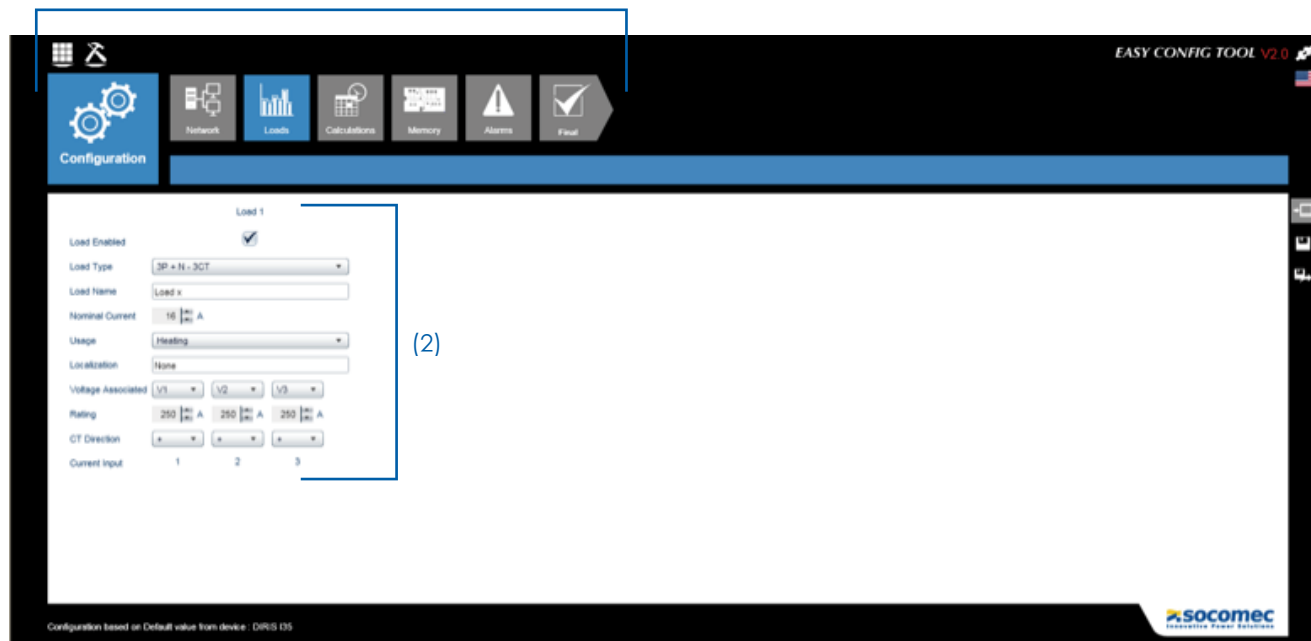 EASY CONFIG TOOL V2.0
Network
Loads
Calculations
Memory
Alarms
Final
Configuration
Load 1
Load Enabled
Load Type 3P + N - 3CT
Load Name Load x
Nominal Current 16 A
Usage Heating
Localization None
Voltage Associated V1 V2 V3
Rating 250 A 250 A 250 A
CT Direction + + +
Current Input 1 2 3
(2)
Configuration based on Default value from device : DIRIS I35
socomec
Innovative Power Solutions